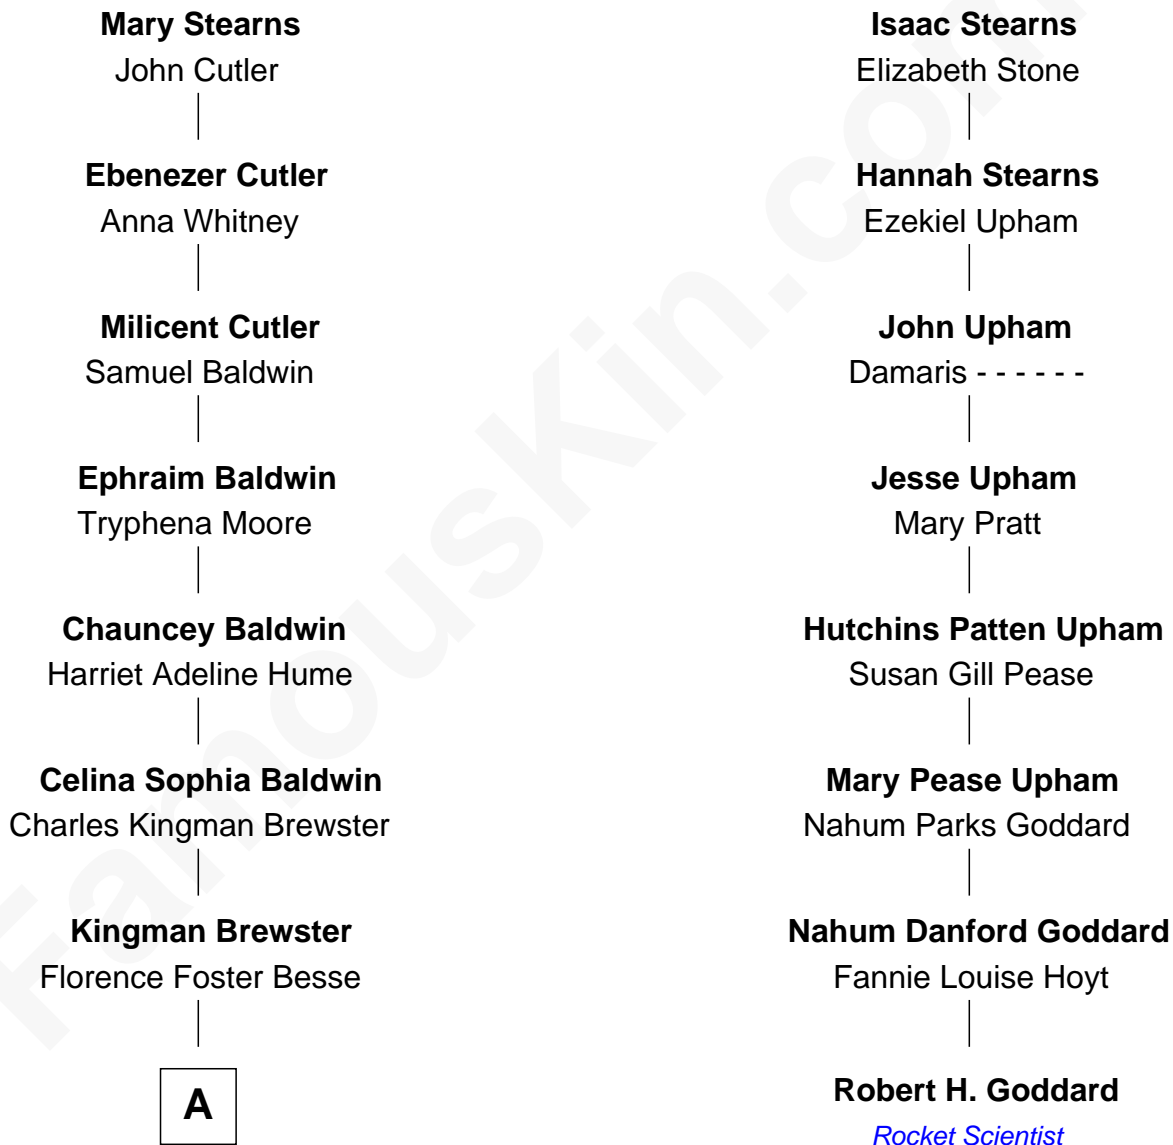 Mary Stearns
John Cutler
Ebenezer Cutler
Anna Whitney
Milicent Cutler
Samuel Baldwin
Ephraim Baldwin
Tryphena Moore
Chauncey Baldwin
Harriet Adeline Hume
Celina Sophia Baldwin
Charles Kingman Brewster
Kingman Brewster
Florence Foster Besse
A
Isaac Stearns
Elizabeth Stone
Hannah Stearns
Ezekiel Upham
John Upham
Damaris - - - - - -
Jesse Upham
Mary Pratt
Hutchins Patten Upham
Susan Gill Pease
Mary Pease Upham
Nahum Parks Goddard
Nahum Danford Goddard
Fannie Louise Hoyt
Robert H. Goddard
Rocket Scientist
FamousKin.com